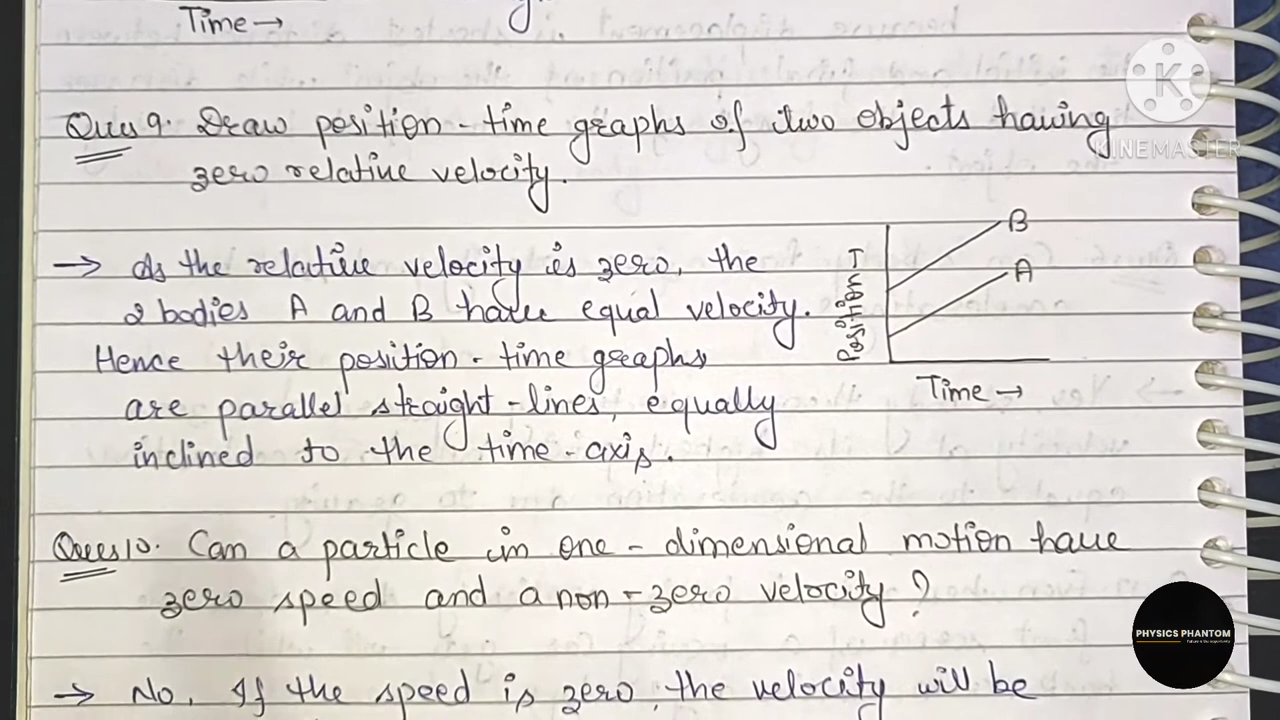 Time →
Ques 9. Draw position - time graphs of two objects having
zero relative velocity.
→ As the relative velocity is zero, the
2 bodies A and B have equal velocity.
Hence their position - time graphs
are parallel straight - lines, equally
inclined to the time - axis.
B
A
Position →
Time →
Ques 10. Can a particle in one - dimensional motion have
zero speed and a non - zero velocity ?
→ No, If the speed is zero, the velocity will be
K
KINEMASTER
PHYSICS PHANTOM